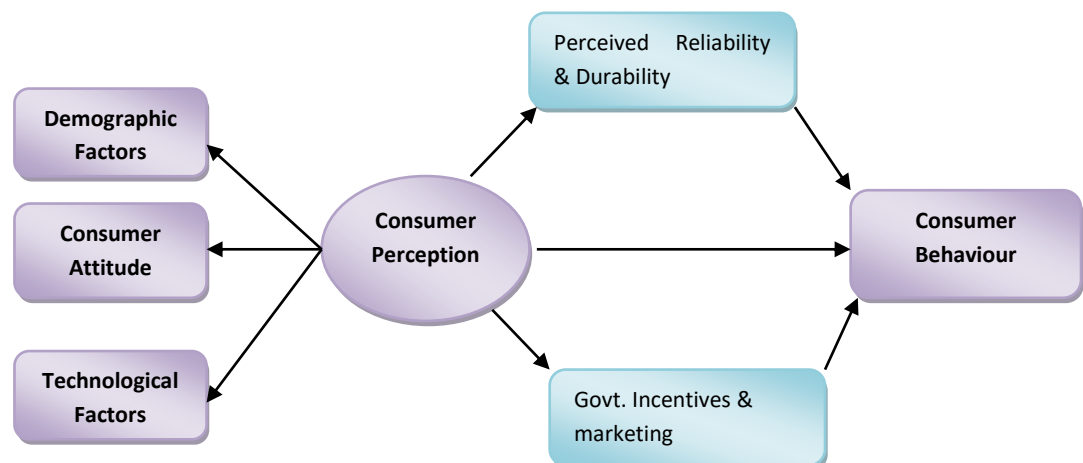 Perceived Reliability
& Durability
Demographic
Factors
Consumer
Attitude
Technological
Factors
Consumer
Perception
Consumer
Behaviour
Govt. Incentives &
marketing